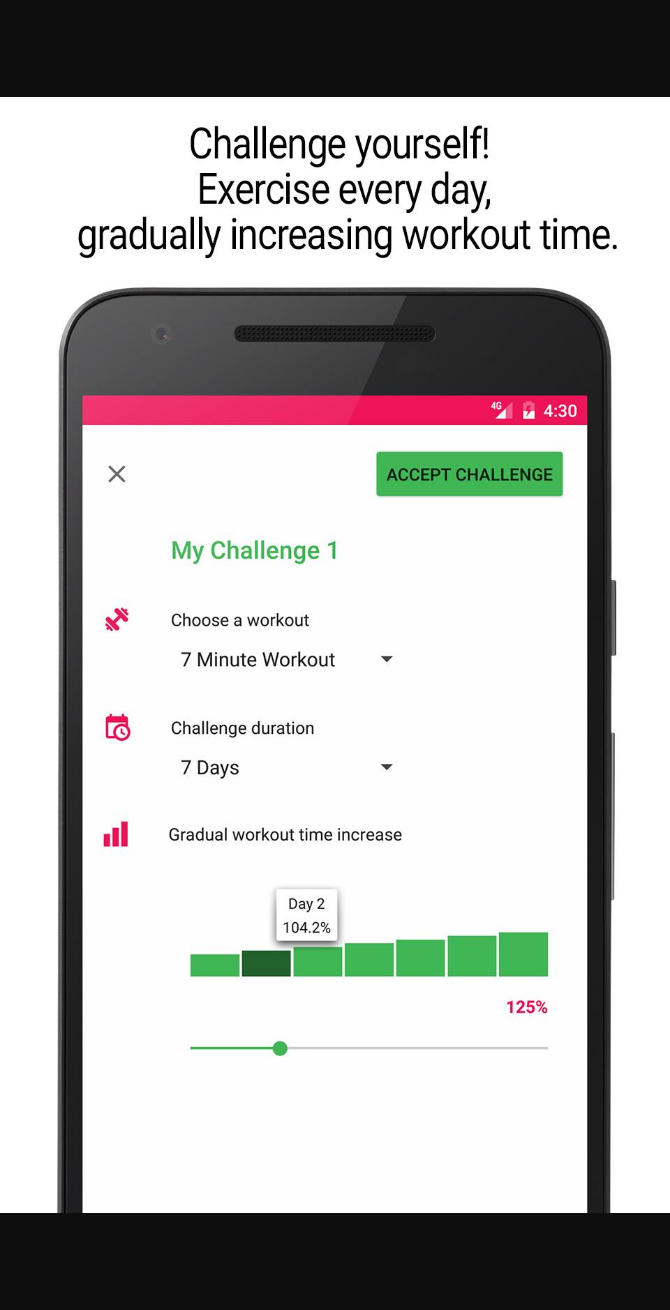 Challenge yourself!
Exercise every day,
gradually increasing workout time.
4G 4:30
ACCEPT CHALLENGE
My Challenge 1
Choose a workout
7 Minute Workout
Challenge duration
7 Days
Gradual workout time increase
Day 2
104.2%
125%